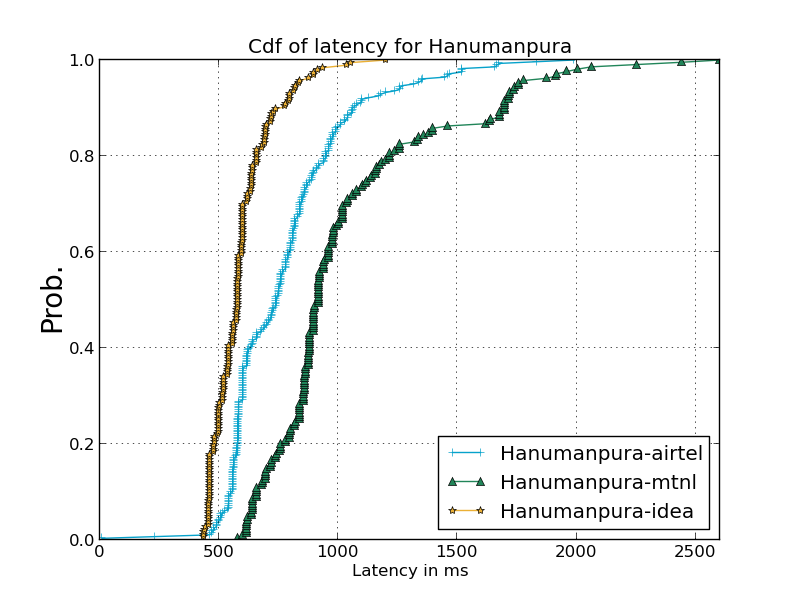 Cdf of latency for Hanumanpura
1.0
0.8
0.6
0.4
0.2
0.0
Prob.
0 500 1000 1500 2000 2500
Latency in ms
Hanumanpura-airtel
Hanumanpura-mtnl
Hanumanpura-idea